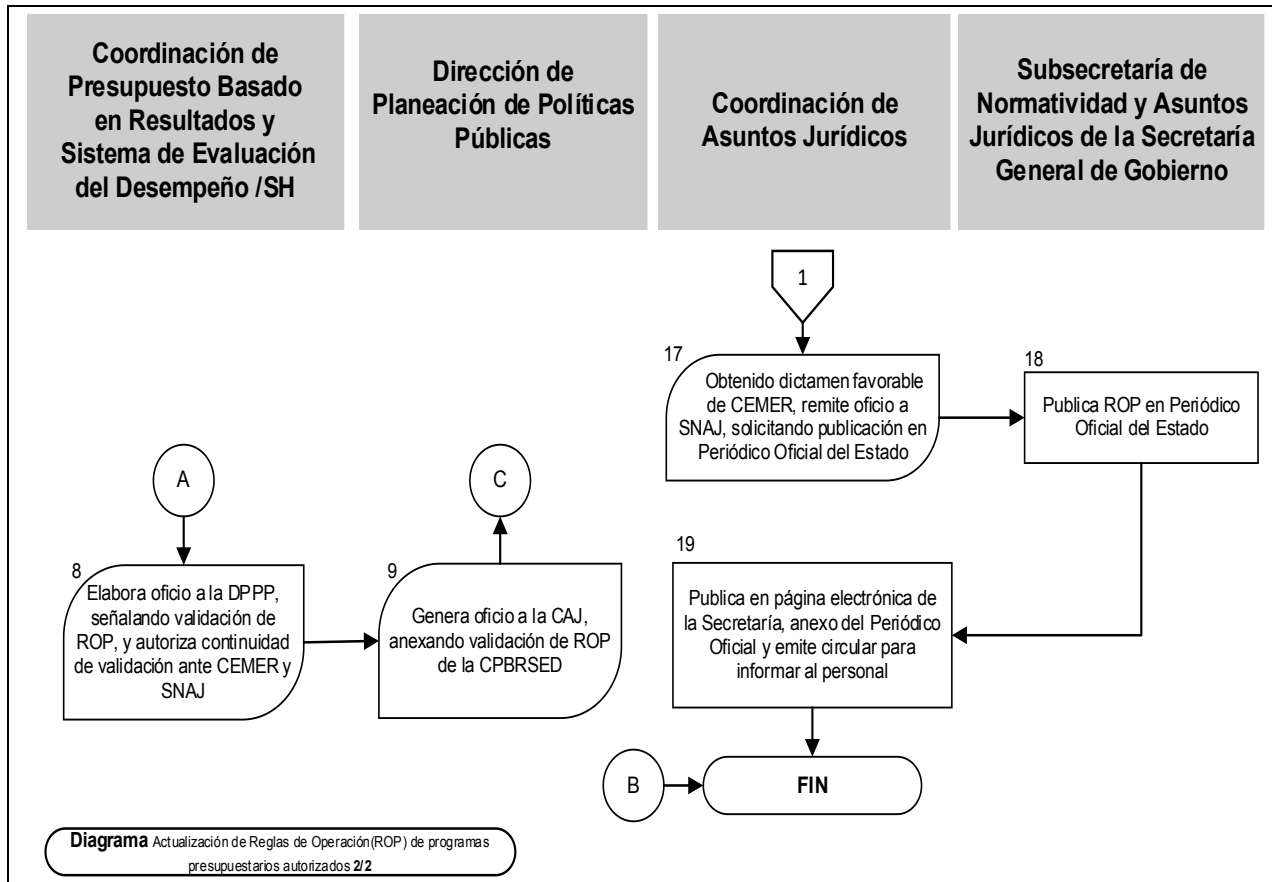 Coordinación de
Presupuesto Basado
en Resultados y
Sistema de Evaluación
del Desempeño /SH
Dirección de
Planeación de Políticas
Públicas
Coordinación de
Asuntos Jurídicos
Subsecretaría de
Normatividad y Asuntos
Jurídicos de la Secretaría
General de Gobierno
1
17
Obtenido dictamen favorable
de CEMER, remite oficio a
SNAJ, solicitando publicación en
Periódico Oficial del Estado
18
Publica ROP en Periódico
Oficial del Estado
A
C
8
Elabora oficio a la DPPP,
señalando validación de
ROP, y autoriza continuidad
de validación ante CEMER y
SNAJ
9
Genera oficio a la CAJ,
anexando validación de ROP
de la CPBRSED
19
Publica en página electrónica de
la Secretaría, anexo del Periódico
Oficial y emite circular para
informar al personal
B
FIN
Diagrama Actualización de Reglas de Operación(ROP) de programas
presupuestarios autorizados 2/2